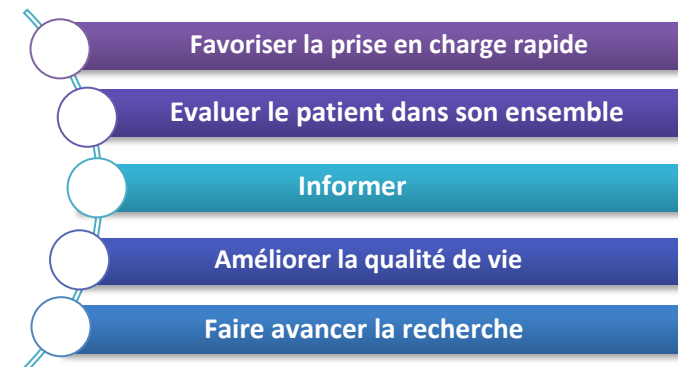 Favoriser la prise en charge rapide
Evaluer le patient dans son ensemble
Informer
Améliorer la qualité de vie
Faire avancer la recherche